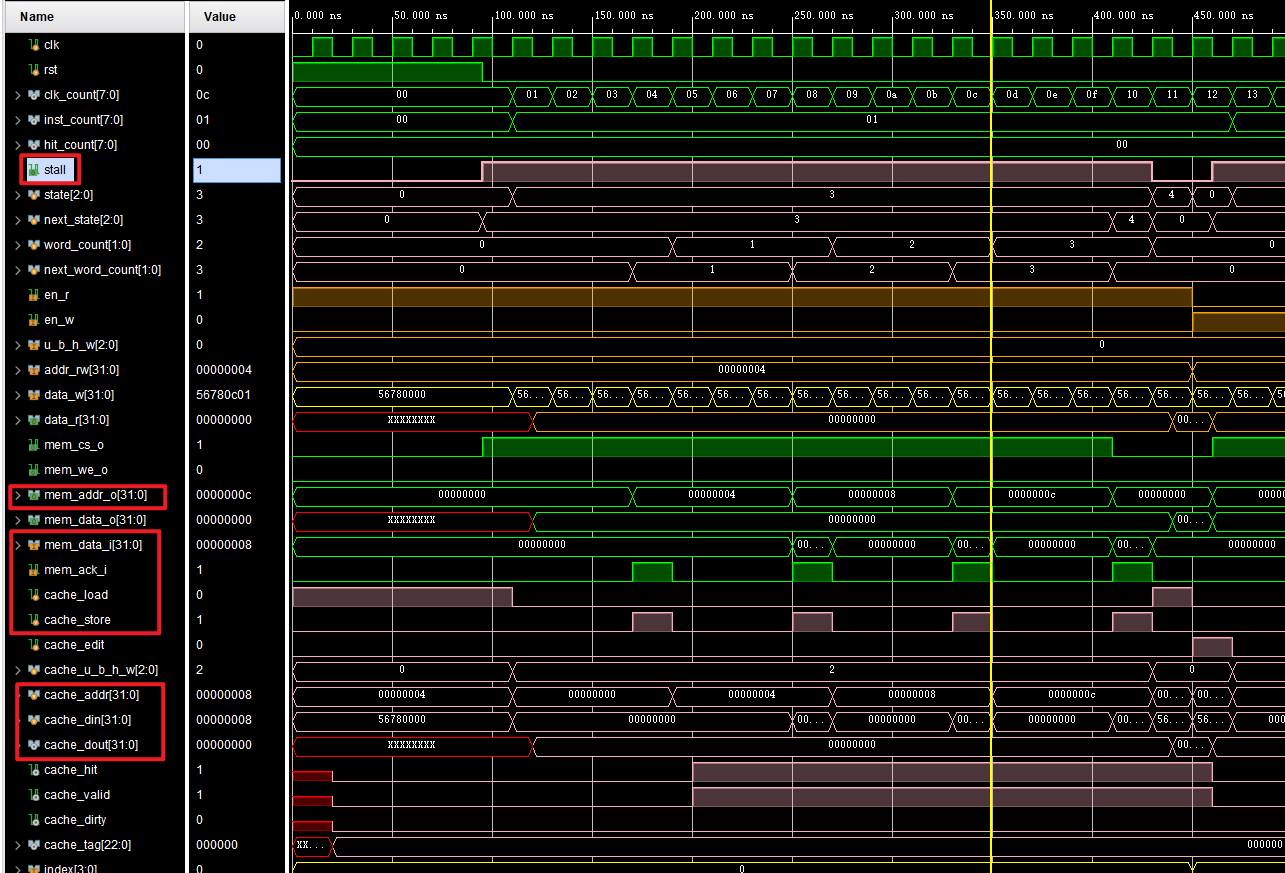 Name Value 0.000 ns 50.000 ns 100.000 ns 150.000 ns 200.000 ns 250.000 ns 300.000 ns 350.000 ns 400.000 ns 450.000 ns
clk 0
rst 0
clk_count[7:0] 0c 00 01 02 03 04 05 06 07 08 09 0a 0b 0c 0d 0e 0f 10 11 12 13
inst_count[7:0] 01 00 01
hit_count[7:0] 00 00
stall 1
state[2:0] 3 0 3 4 0
next_state[2:0] 3 0 3 4 0
word_count[1:0] 2 0 1 2 3 0
next_word_count[1:0] 3 0 1 2 3 0
en_r 1
en_w 0
u_b_h_w[2:0] 0 0
addr_rw[31:0] 00000004 00000004
data_w[31:0] 56780c01 56780000 56... 56... 56... 56... 56... 56... 56... 56... 56... 56... 56... 56... 56... 56... 56... 56... 56... 56... 56...
data_r[31:0] 00000000 XXXXXXXX 00000000 00...
mem_cs_o 1
mem_we_o 0
mem_addr_o[31:0] 0000000c 00000000 00000004 00000008 0000000c 00000000
mem_data_o[31:0] 00000000 XXXXXXXX 00000000 00...
mem_data_i[31:0] 00000008 00000000 00... 00000000 00... 00000000 00... 00000000
mem_ack_i 1
cache_load 0
cache_store 1
cache_edit 0
cache_u_b_h_w[2:0] 2 0 2 0
cache_addr[31:0] 00000008 00000004 00000000 00000004 00000008 0000000c 00... 00...
cache_din[31:0] 00000008 56780000 00000000 00... 00000000 00... 00000000 00... 56... 56... 000
cache_dout[31:0] 00000000 XXXXXXXX 00000000 00...
cache_hit 1
cache_valid 1
cache_dirty 0
cache_tag[22:0] 000000 XX... 000000
index[3:0] 0 0